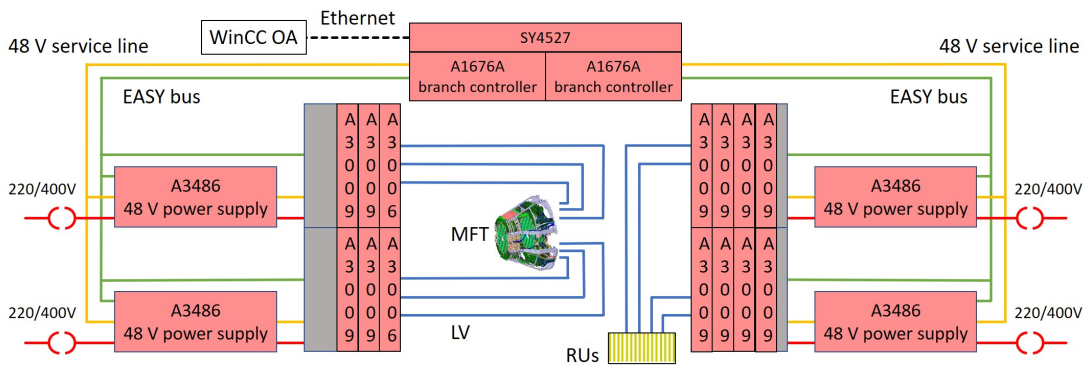 Ethernet
WinCC OA
SY4527
48 V service line
48 V service line
A1676A
branch controller
A1676A
branch controller
EASY bus
EASY bus
A3009
A3009
A3006
A3009
A3009
A3009
A3009
220/400V
A3486
48 V power supply
A3486
48 V power supply
220/400V
MFT
A3009
A3009
A3006
A3009
A3009
A3009
A3009
220/400V
A3486
48 V power supply
A3486
48 V power supply
220/400V
LV
RUs